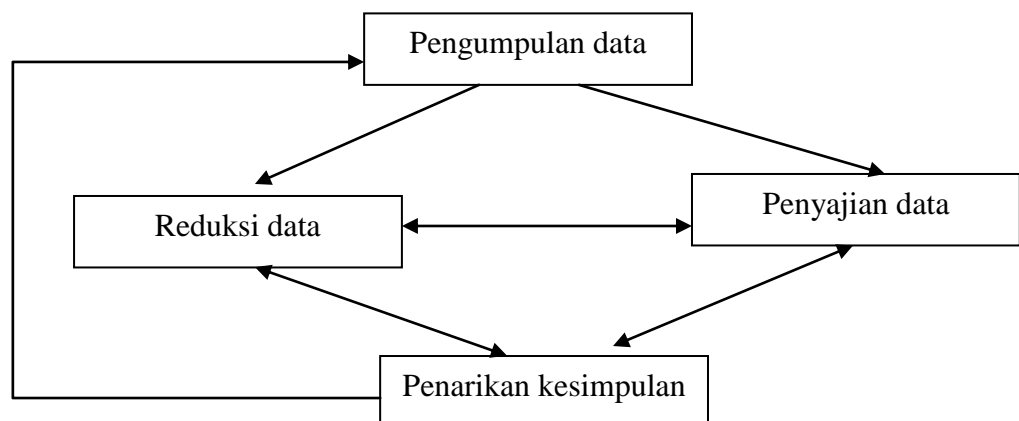 Pengumpulan data
Penyajian data
Reduksi data
Penarikan kesimpulan